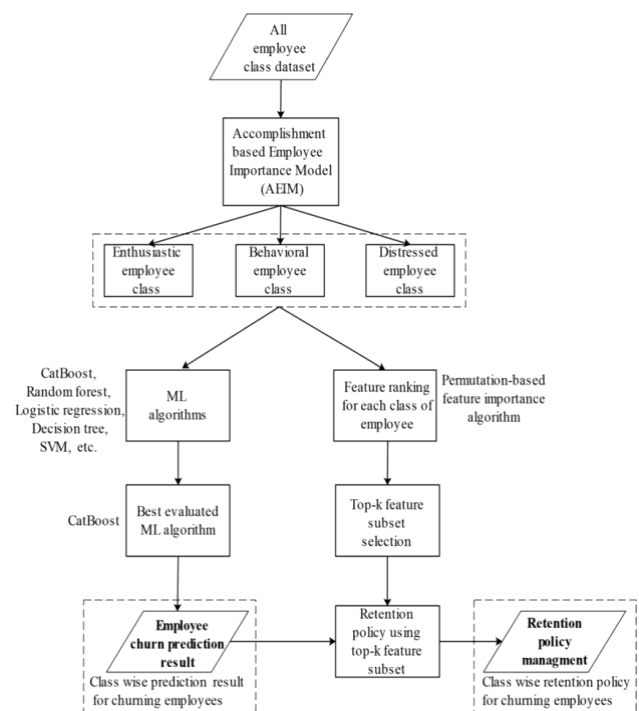 All
employee
class dataset
Accomplishment
based Employee
Importance Model
(AEIM)
Enthusiastic
employee
class
Behavioral
employee
class
Distressed
employee
class
CatBoost,
Random forest,
Logistic regression,
Decision tree,
SVM, etc.
ML
algorithms
Feature ranking
for each class of
employee
Permutation-based
feature importance
algorithm
CatBoost
Best evaluated
ML algorithm
Top-k feature
subset
selection
Employee
churn prediction
result
Class wise prediction result
for churning employees
Retention
policy using
top-k feature
subset
Retention
policy
managment
Class wise retention policy
for churning employees